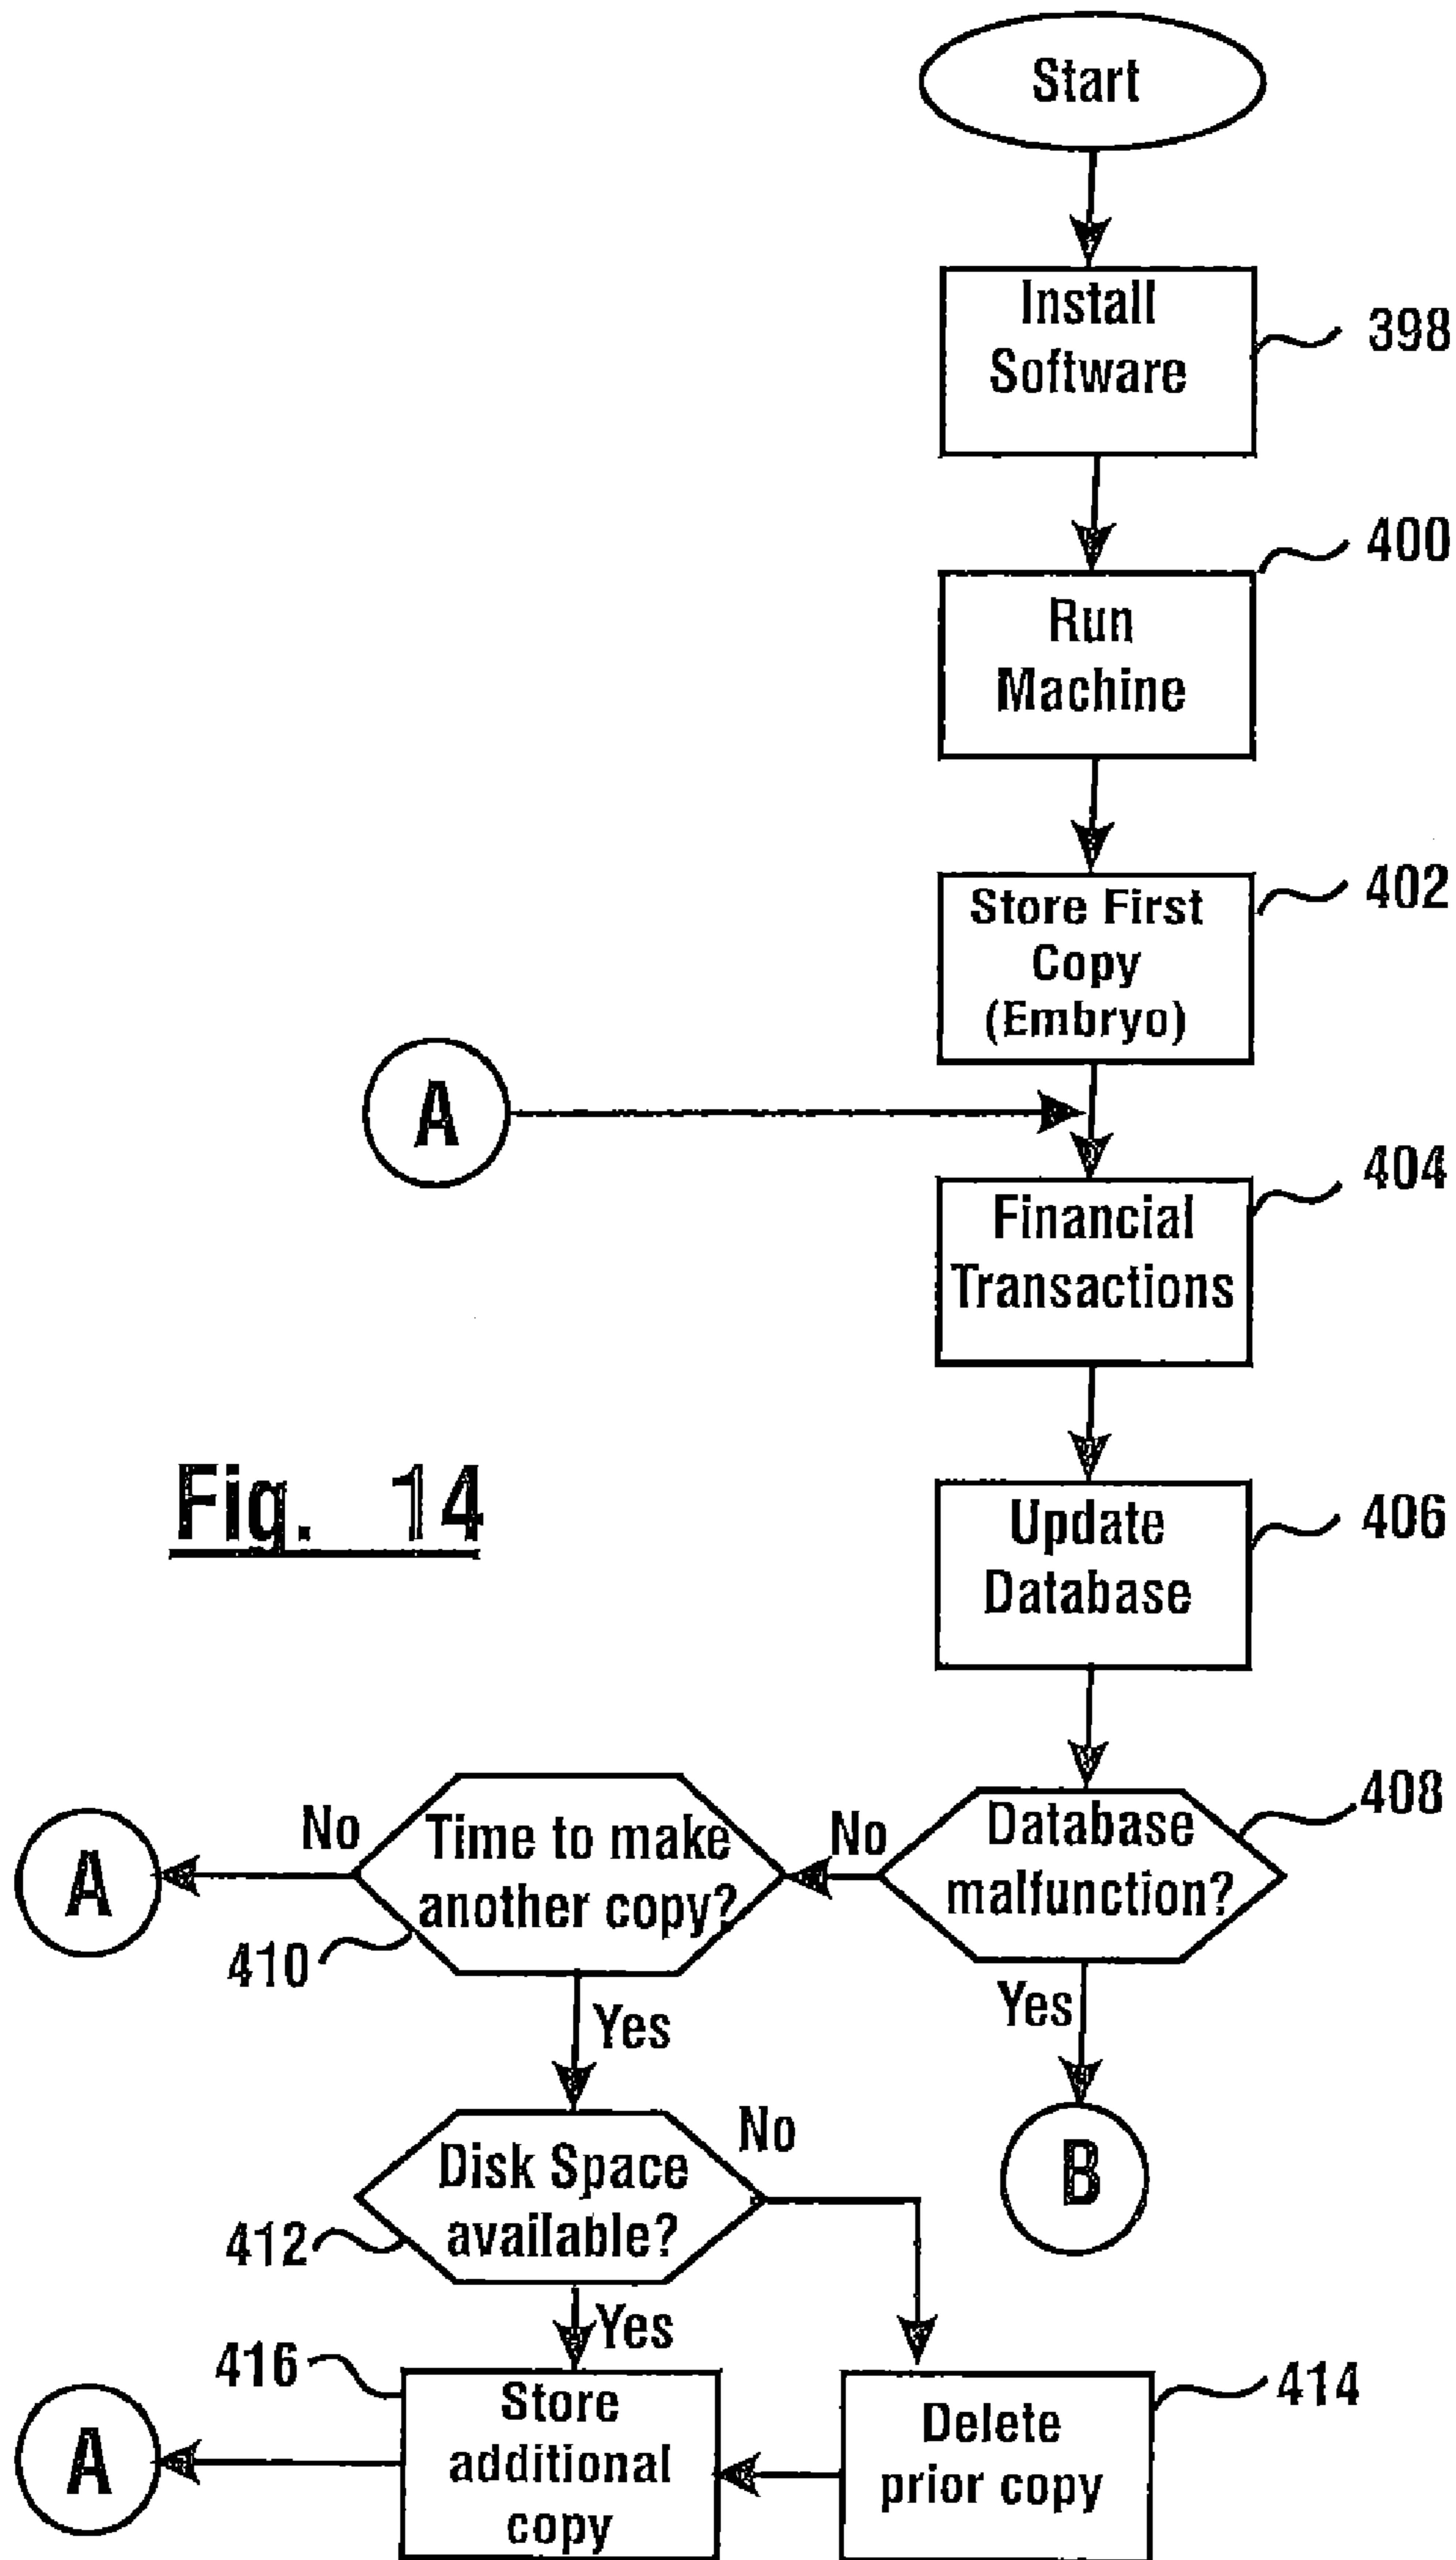 Start
Install
Software
398
400
Run
Machine
402
Store First
Copy
(Embryo)
A
404
Financial
Transactions
Fig. 14
406
Update
Database
408
Database
malfunction?
No
Time to make
another copy?
410
No
A
Yes
B
Yes
Disk Space
available?
412
No
Yes
416
Store
additional
copy
A
414
Delete
prior copy